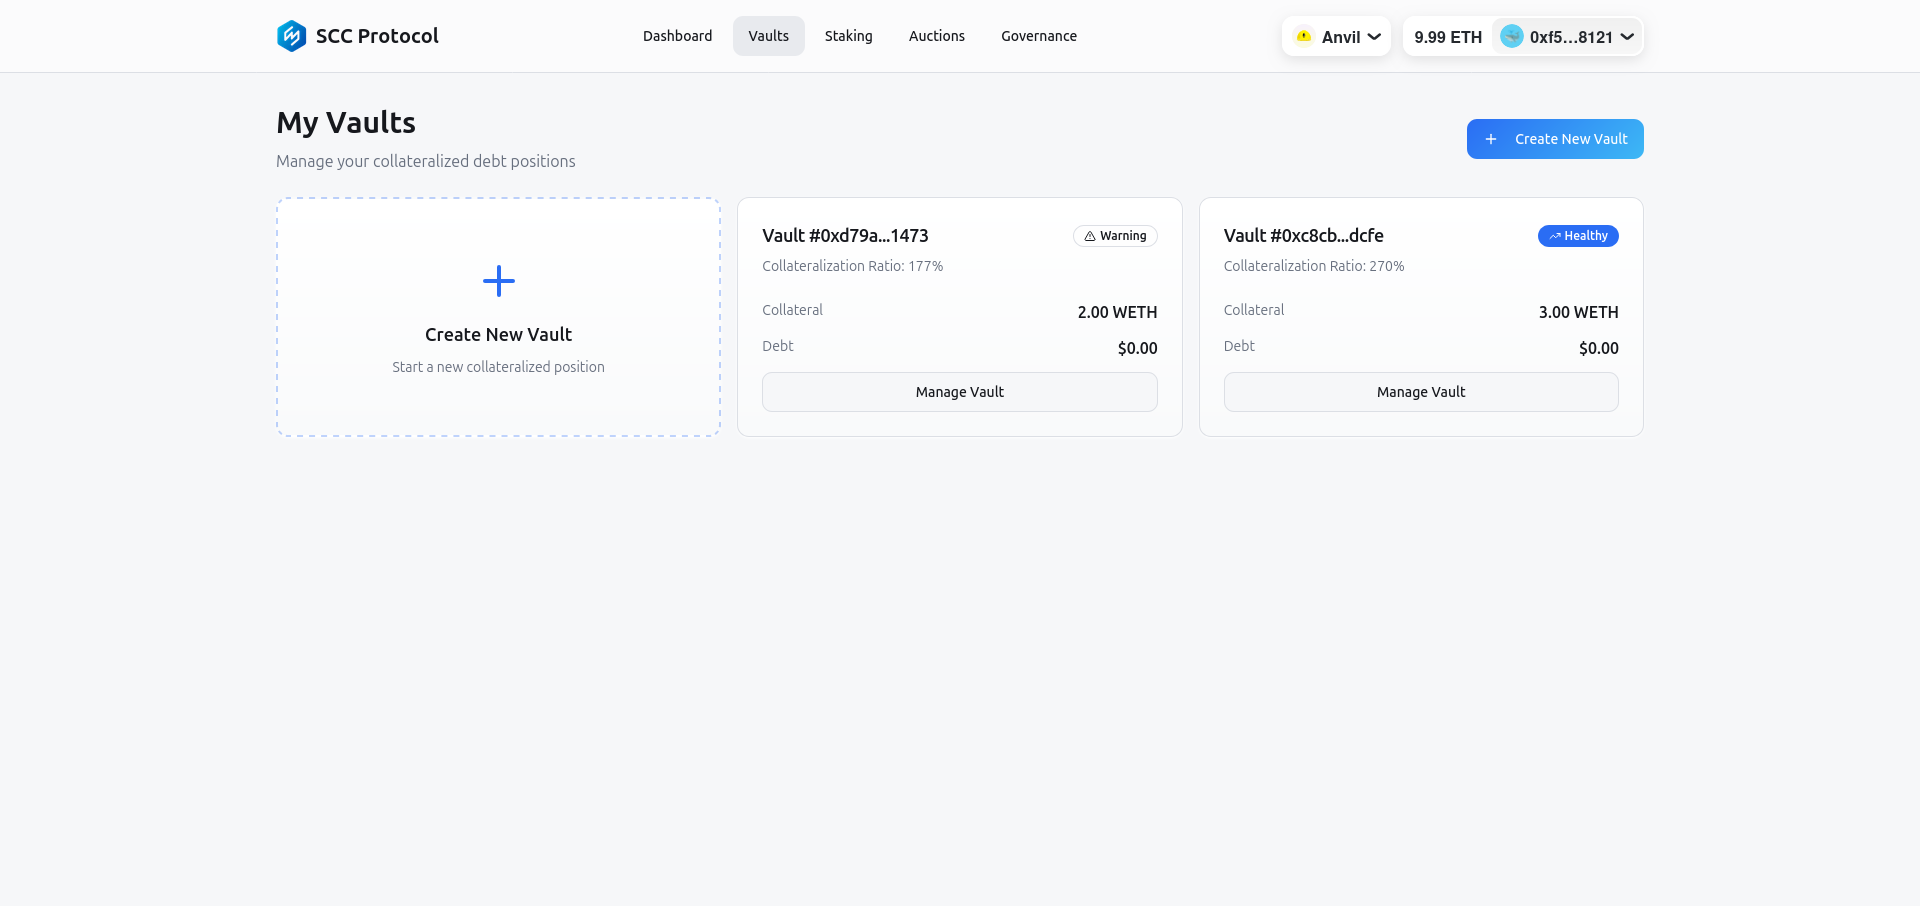 SCC Protocol
Dashboard
Vaults
Staking
Auctions
Governance
Anvil
9.99 ETH
0xf5...8121
My Vaults
Manage your collateralized debt positions
Create New Vault
Create New Vault
Start a new collateralized position
Vault #0xd79a...1473
Warning
Collateralization Ratio: 177%
Collateral
2.00 WETH
Debt
$0.00
Manage Vault
Vault #0xc8cb...dcfe
Healthy
Collateralization Ratio: 270%
Collateral
3.00 WETH
Debt
$0.00
Manage Vault